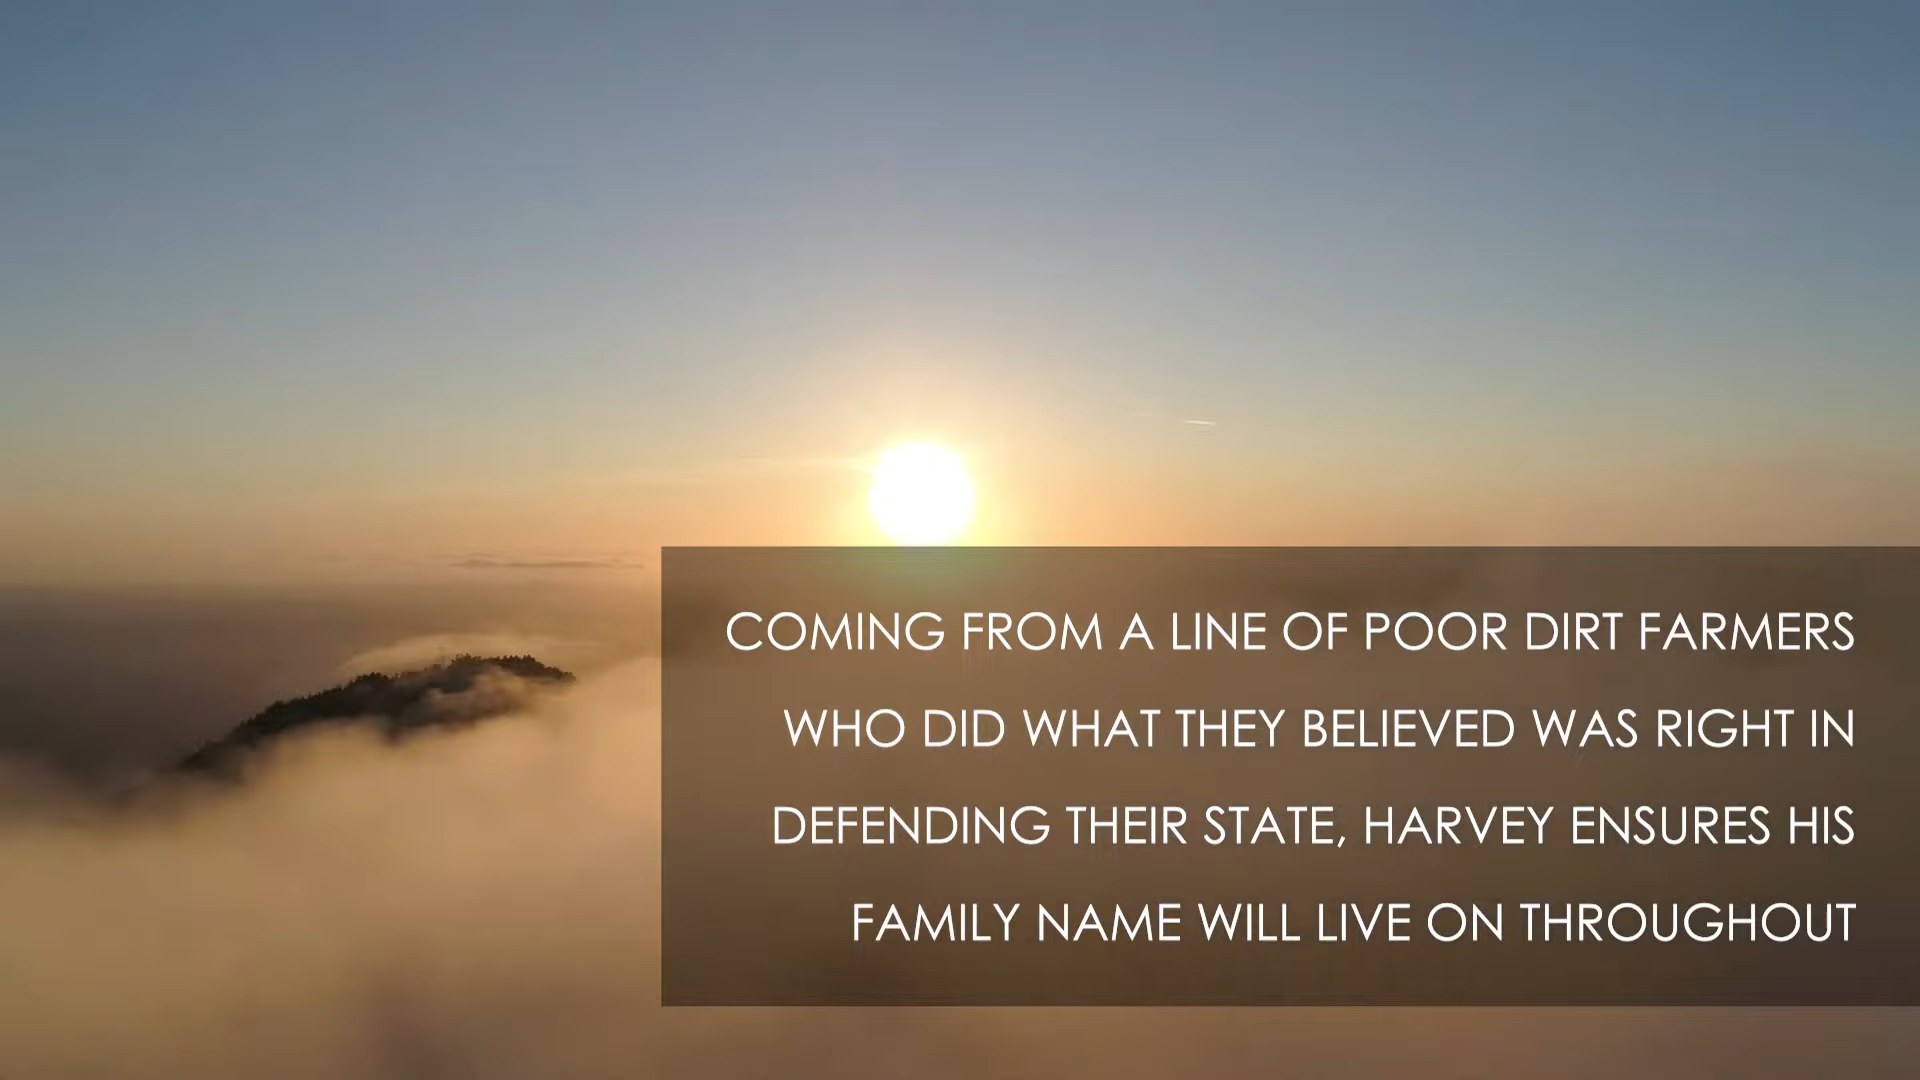 COMING FROM A LINE OF POOR DIRT FARMERS
WHO DID WHAT THEY BELIEVED WAS RIGHT IN
DEFENDING THEIR STATE, HARVEY ENSURES HIS
FAMILY NAME WILL LIVE ON THROUGHOUT